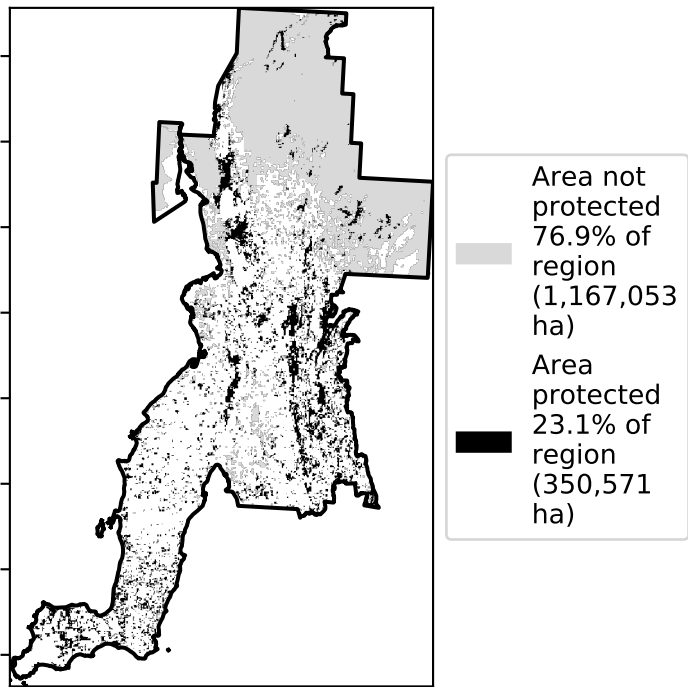 Area not
protected
76.9% of
region
(1,167,053
ha)
Area
protected
23.1% of
region
(350,571
ha)